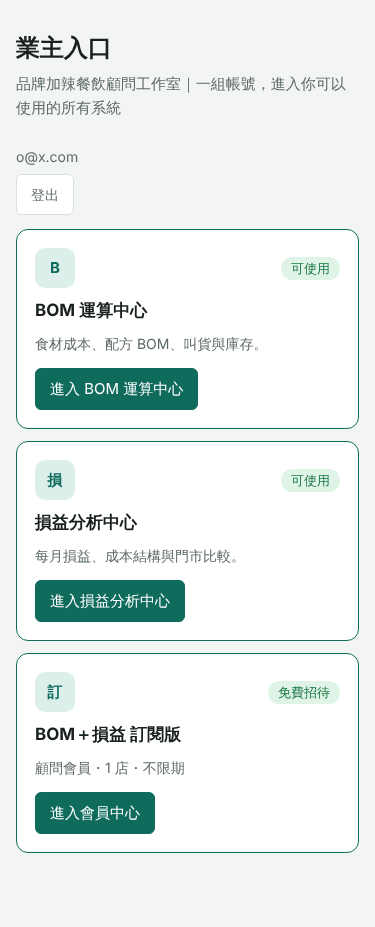 業主入口
品牌加辣餐飲顧問工作室｜一組帳號，進入你可以
使用的所有系統
o@x.com
登出
B
可使用
BOM 運算中心
食材成本、配方 BOM、叫貨與庫存。
進入 BOM 運算中心
損
可使用
損益分析中心
每月損益、成本結構與門市比較。
進入損益分析中心
訂
免費招待
BOM＋損益 訂閱版
顧問會員・1 店・不限期
進入會員中心